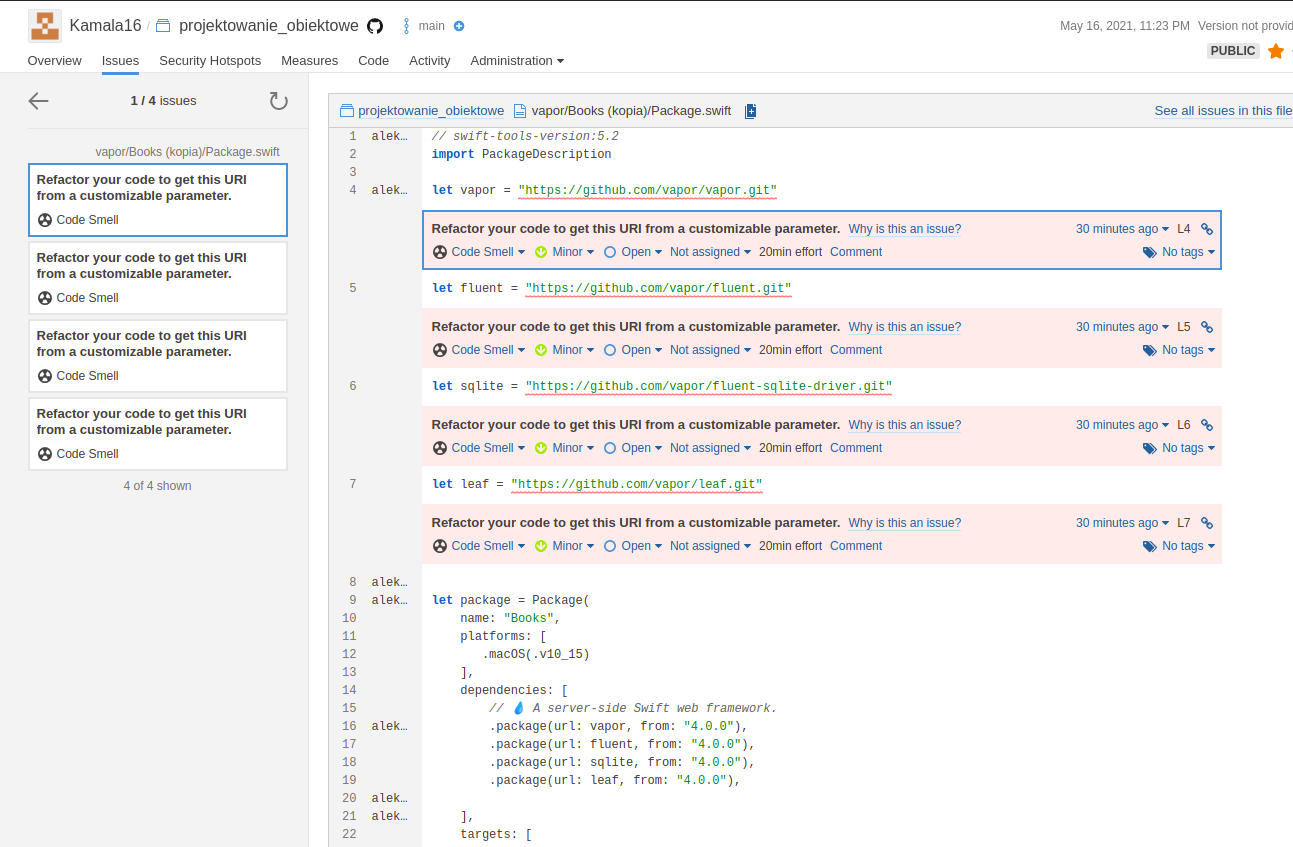 Kamala16 / projektowanie_obiektowe main
May 16, 2021, 11:23 PM Version not provid
PUBLIC
Overview Issues Security Hotspots Measures Code Activity Administration
1 / 4 issues
vapor/Books (kopia)/Package.swift
Refactor your code to get this URI
from a customizable parameter.
Code Smell
Refactor your code to get this URI
from a customizable parameter.
Code Smell
Refactor your code to get this URI
from a customizable parameter.
Code Smell
Refactor your code to get this URI
from a customizable parameter.
Code Smell
4 of 4 shown
projektowanie_obiektowe vapor/Books (kopia)/Package.swift See all issues in this file
1 alek… // swift-tools-version:5.2
2 import PackageDescription
3
4 alek… let vapor = "https://github.com/vapor/vapor.git"
Refactor your code to get this URI from a customizable parameter. Why is this an issue? 30 minutes ago L4
Code Smell Minor Open Not assigned 20min effort Comment No tags
5 let fluent = "https://github.com/vapor/fluent.git"
Refactor your code to get this URI from a customizable parameter. Why is this an issue? 30 minutes ago L5
Code Smell Minor Open Not assigned 20min effort Comment No tags
6 let sqlite = "https://github.com/vapor/fluent-sqlite-driver.git"
Refactor your code to get this URI from a customizable parameter. Why is this an issue? 30 minutes ago L6
Code Smell Minor Open Not assigned 20min effort Comment No tags
7 let leaf = "https://github.com/vapor/leaf.git"
Refactor your code to get this URI from a customizable parameter. Why is this an issue? 30 minutes ago L7
Code Smell Minor Open Not assigned 20min effort Comment No tags
8 alek…
9 alek… let package = Package(
10 name: "Books",
11 platforms: [
12 .macOS(.v10_15)
13 ],
14 dependencies: [
15 // 💧 A server-side Swift web framework.
16 alek… .package(url: vapor, from: "4.0.0"),
17 .package(url: fluent, from: "4.0.0"),
18 .package(url: sqlite, from: "4.0.0"),
19 .package(url: leaf, from: "4.0.0"),
20 alek…
21 alek… ],
22 targets: [